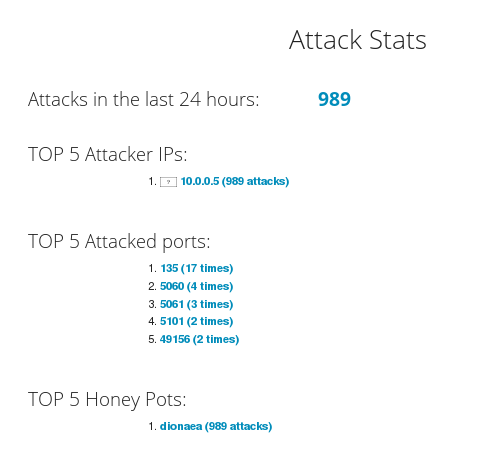 Attack Stats
Attacks in the last 24 hours: 989
TOP 5 Attacker IPs:
1. 10.0.0.5 (989 attacks)
TOP 5 Attacked ports:
1. 135 (17 times)
2. 5060 (4 times)
3. 5061 (3 times)
4. 5101 (2 times)
5. 49156 (2 times)
TOP 5 Honey Pots:
1. dionaea (989 attacks)